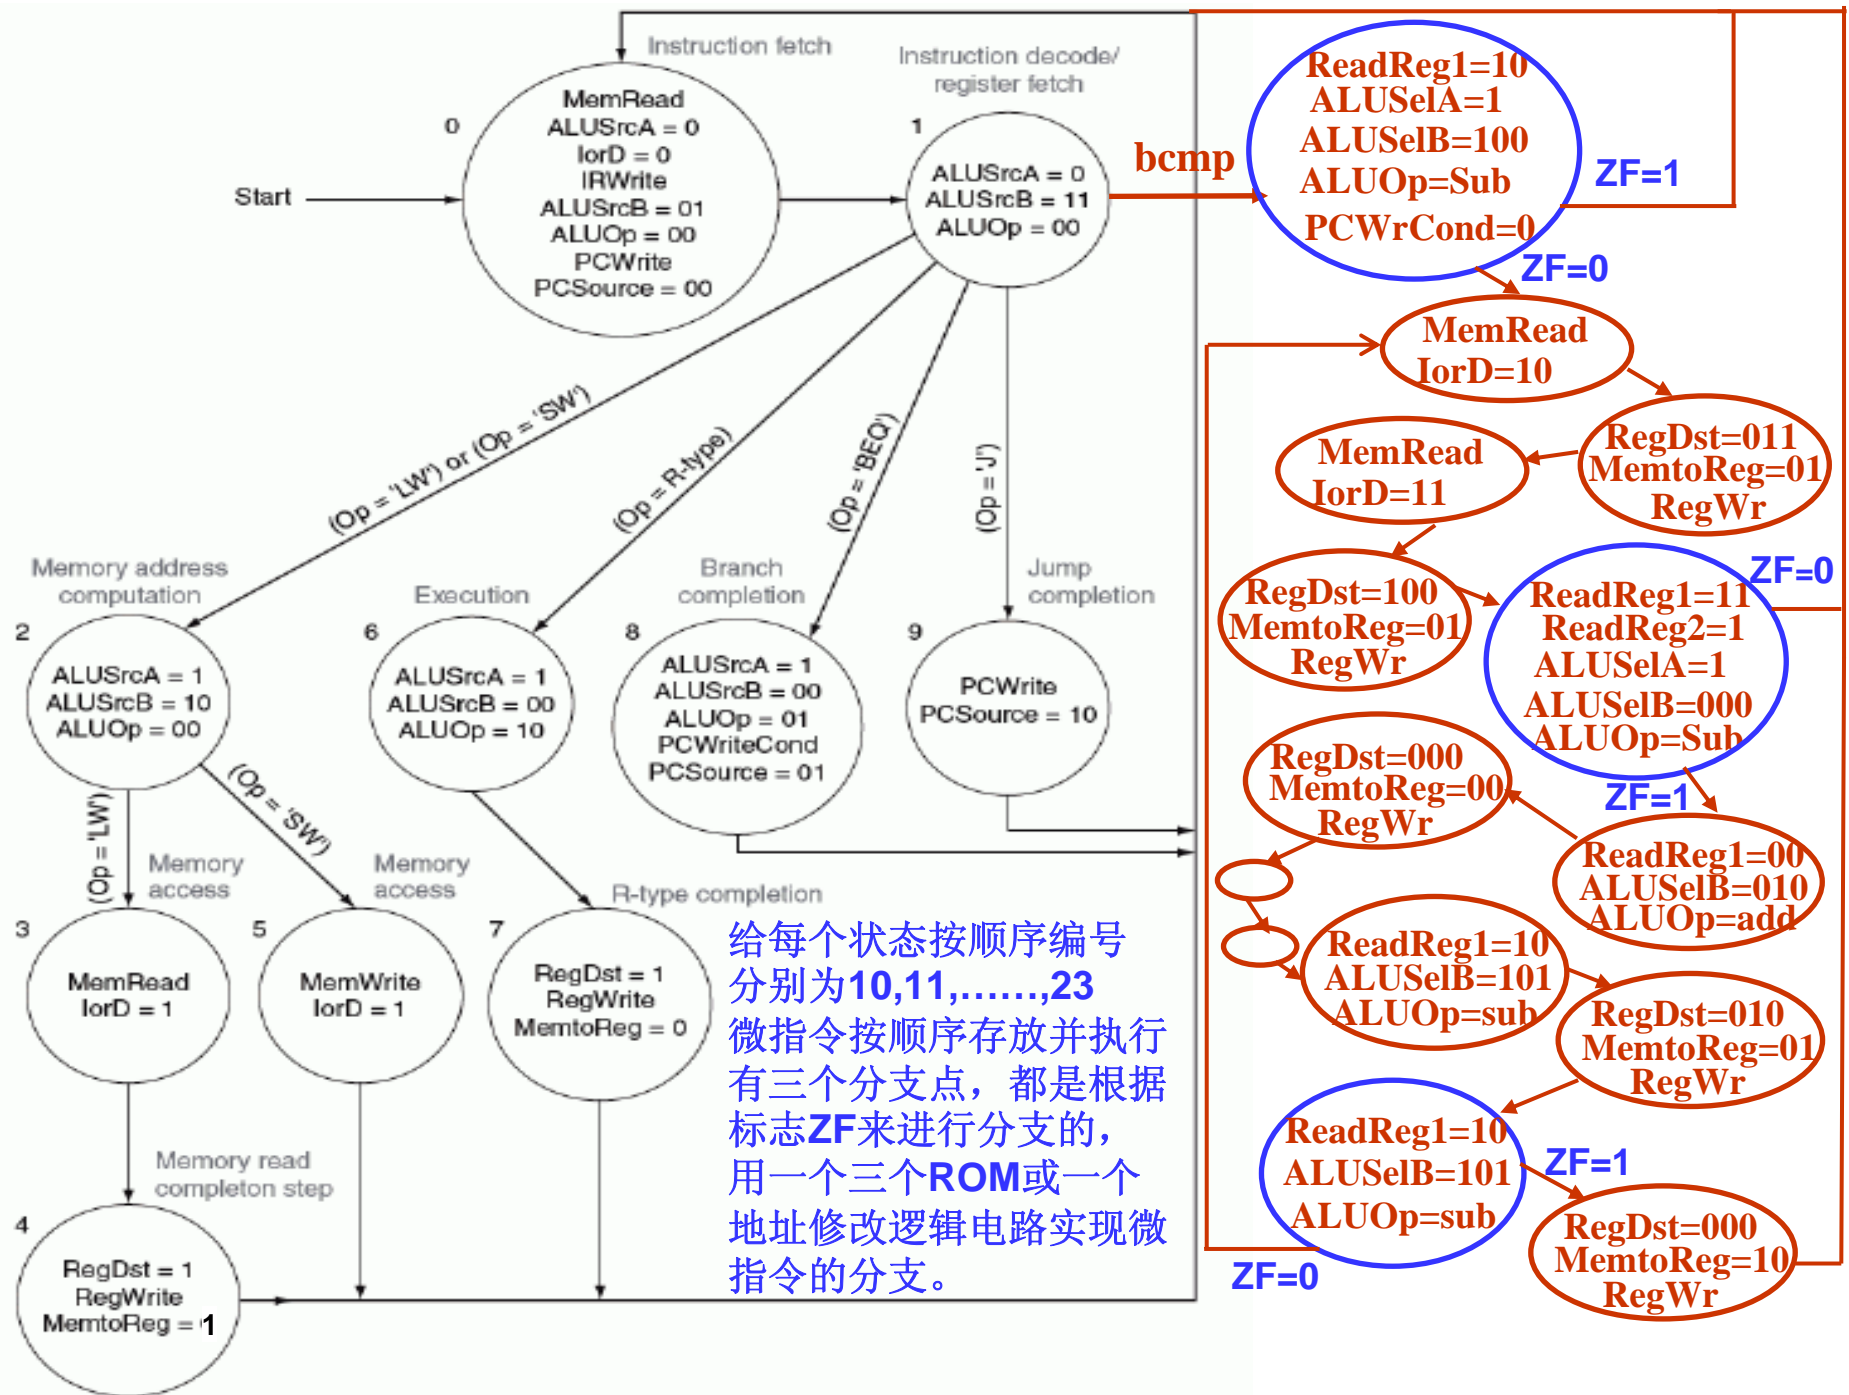 Instruction fetch
Instruction decode/
register fetch
0
MemRead
ALUSrcA = 0
IorD = 0
IRWrite
ALUSrcB = 01
ALUOp = 00
PCWrite
PCSource = 00
Start
1
ALUSrcA = 0
ALUSrcB = 11
ALUOp = 00
bcmp
ReadReg1=10
ALUSelA=1
ALUSelB=100
ALUOp=Sub
PCWrCond=0
ZF=1
ZF=0
MemRead
IorD=10
RegDst=011
MemtoReg=01
RegWr
MemRead
IorD=11
RegDst=100
MemtoReg=01
RegWr
ReadReg1=11
ReadReg2=1
ALUSelA=1
ALUSelB=000
ALUOp=Sub
ZF=0
ZF=1
ReadReg1=00
ALUSelB=010
ALUOp=add
RegDst=000
MemtoReg=00
RegWr
ReadReg1=10
ALUSelB=101
ALUOp=sub
RegDst=010
MemtoReg=01
RegWr
ReadReg1=10
ALUSelB=101
ALUOp=sub
ZF=1
ZF=0
RegDst=000
MemtoReg=10
RegWr
(Op = 'LW') or (Op = 'SW')
(Op = R-type)
(Op = 'BEQ')
(Op = 'J')
Memory address
computation
2
ALUSrcA = 1
ALUSrcB = 10
ALUOp = 00
Execution
6
ALUSrcA = 1
ALUSrcB = 00
ALUOp = 10
Branch
completion
8
ALUSrcA = 1
ALUSrcB = 00
ALUOp = 01
PCWriteCond
PCSource = 01
Jump
completion
9
PCWrite
PCSource = 10
(Op = 'LW')
(Op = 'SW')
Memory
access
3
MemRead
IorD = 1
Memory
access
5
MemWrite
IorD = 1
R-type completion
7
RegDst = 1
RegWrite
MemtoReg = 0
Memory read
completon step
4
RegDst = 1
RegWrite
MemtoReg = 1
给每个状态按顺序编号
分别为10,11,……,23
微指令按顺序存放并执行
有三个分支点，都是根据
标志ZF来进行分支的，
用一个三个ROM或一个
地址修改逻辑电路实现微
指令的分支。